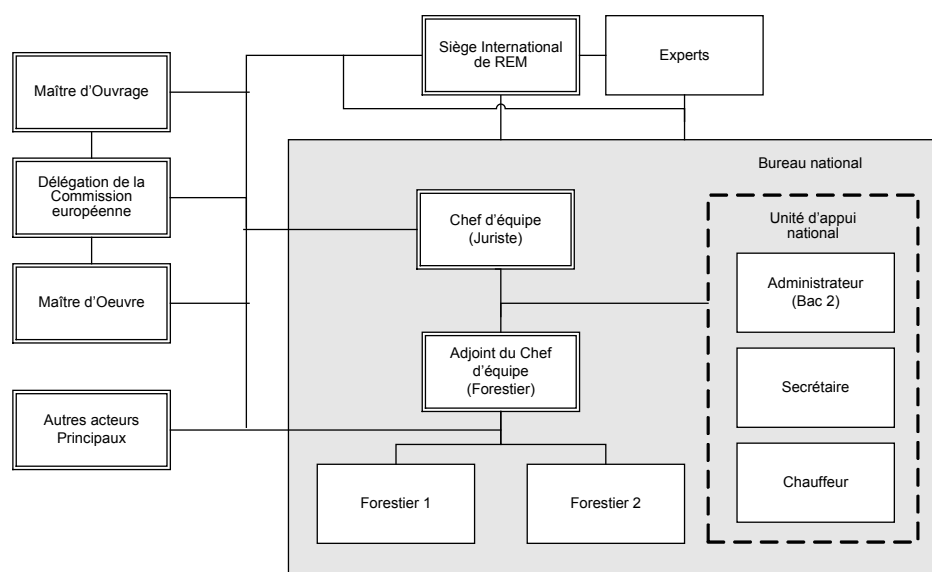 Siège International
de REM
Experts
Maître d'Ouvrage
Délégation de la
Commission
européenne
Maître d'Oeuvre
Autres acteurs
Principaux
Bureau national
Chef d'équipe
(Juriste)
Adjoint du Chef
d'équipe
(Forestier)
Forestier 1
Forestier 2
Unité d'appui
national
Administrateur
(Bac 2)
Secrétaire
Chauffeur